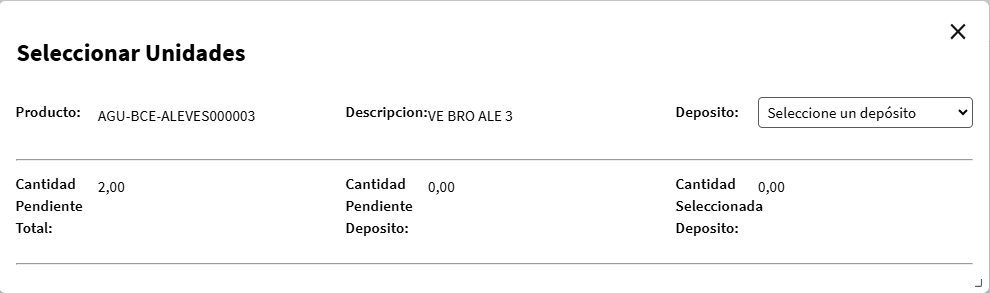 Seleccionar Unidades
Producto: AGU-BCE-ALEVES000003 Descripcion: VE BRO ALE 3 Deposito: Seleccione un depósito
Cantidad 2,00 Cantidad 0,00 Cantidad 0,00
Pendiente Pendiente Seleccionada
Total: Deposito: Deposito: